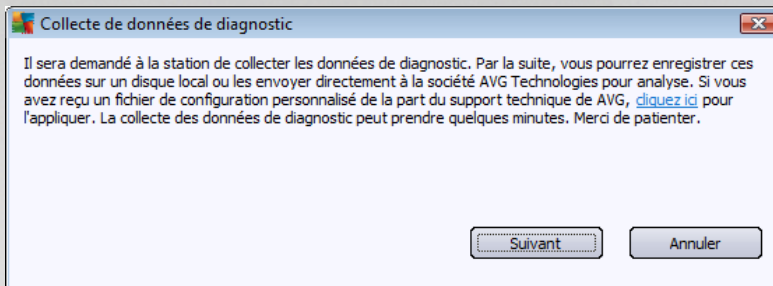 Collecte de données de diagnostic
Il sera demandé à la station de collecter les données de diagnostic. Par la suite, vous pourrez enregistrer ces
données sur un disque local ou les envoyer directement à la société AVG Technologies pour analyse. Si vous
avez reçu un fichier de configuration personnalisé de la part du support technique de AVG, cliquez ici pour
l'appliquer. La collecte des données de diagnostic peut prendre quelques minutes. Merci de patienter.
Suivant
Annuler